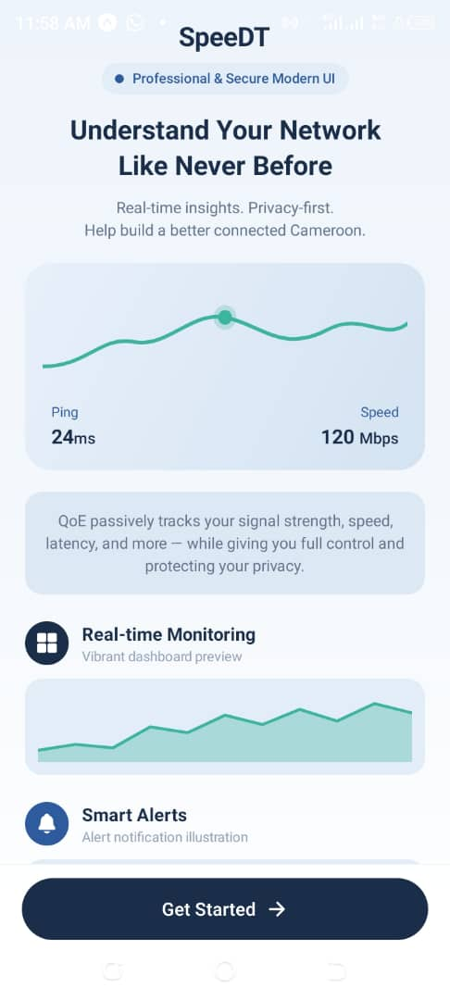 11:58 AM
SpeeDT
Professional & Secure Modern UI
Understand Your Network
Like Never Before
Real-time insights. Privacy-first.
Help build a better connected Cameroon.
Ping
Speed
24ms
120 Mbps
QoE passively tracks your signal strength, speed,
latency, and more — while giving you full control and
protecting your privacy.
Real-time Monitoring
Vibrant dashboard preview
Smart Alerts
Alert notification illustration
Get Started →